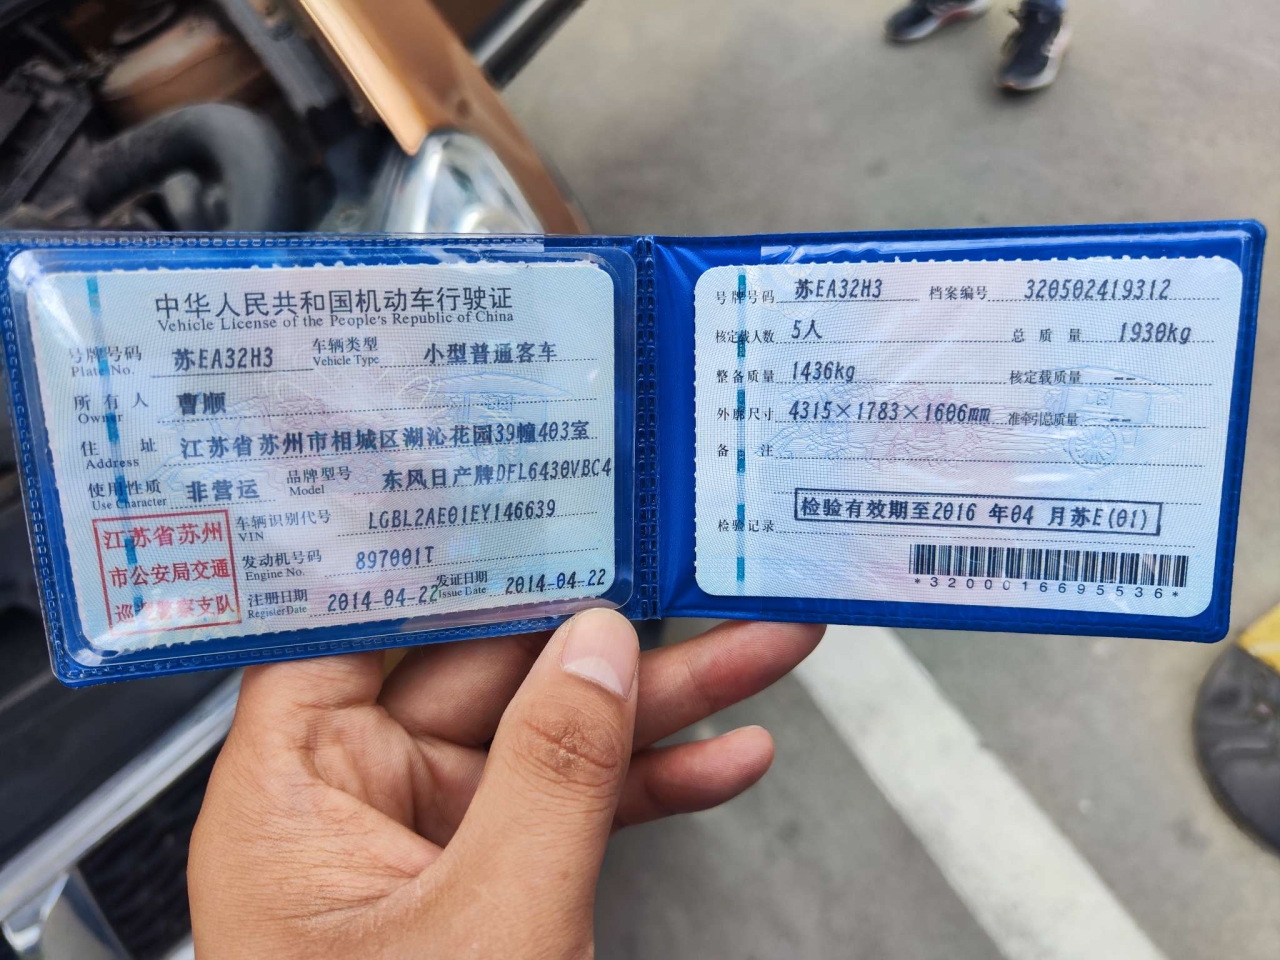 中华人民共和国机动车行驶证
Vehicle License of the People's Republic of China
号牌号码 苏EA32H3 车辆类型 小型普通客车
Plate No. Vehicle Type
所有人 曹顺
Owner
住址 江苏省苏州市相城区湖沁花园39幢403室
Address
使用性质 非营运 品牌型号 东风日产牌DFL6430VBC4
Use Character Model
车辆识别代号 LGBL2AE01EY146639
VIN
发动机号码 897001T
Engine No.
注册日期 2014-04-22 发证日期 2014-04-22
Register Date Issue Date
江苏省苏州
市公安局交通
巡逻警察支队
号牌号码 苏EA32H3 档案编号 320502419312
核定载人数 5人 总质量 1930kg
整备质量 1436kg 核定载质量 --
外廓尺寸 4315×1783×1606mm 准牵引总质量 --
备注
检验记录 检验有效期至2016 年04 月苏E(01)
*3200016695536*